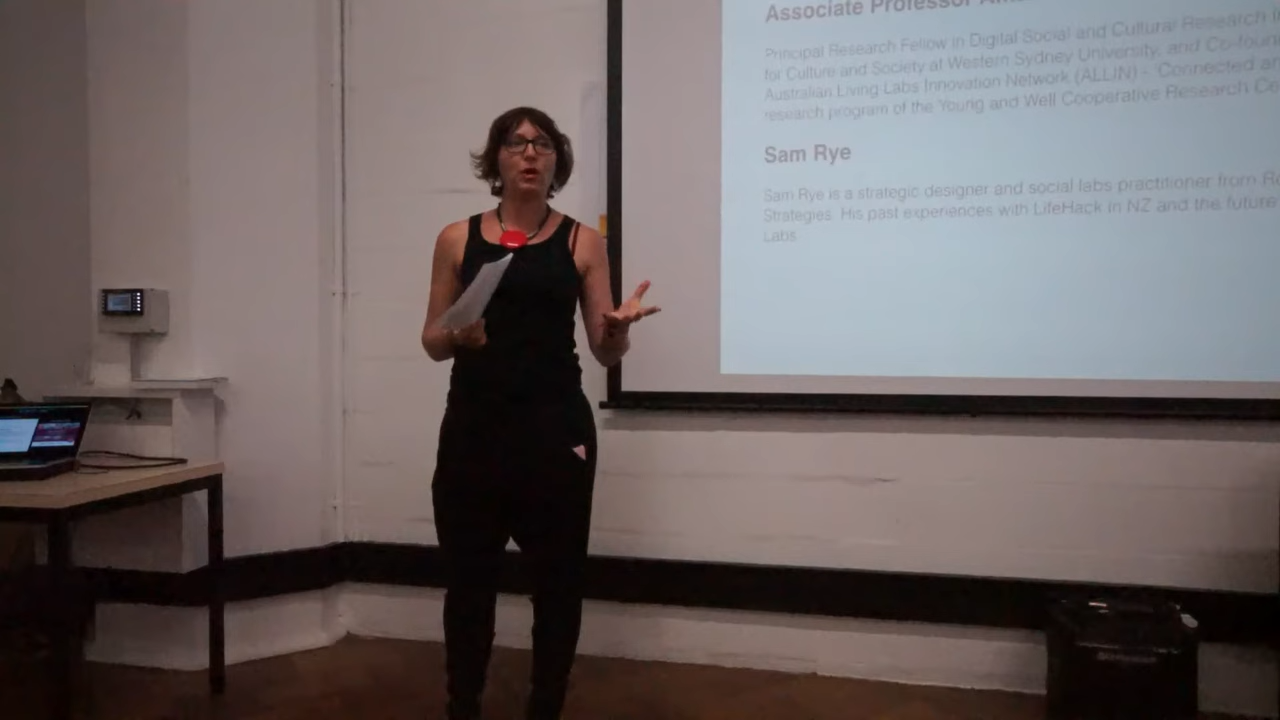 Associate Professor
Principal Research Fellow in Digital Social and Cultural Research
for Culture and Society at Western Sydney University, and Co-foun
Australian Living Labs Innovation Network (ALLIN) - 'Connected
research program of the Young and Well Cooperative Research
Sam Rye
Sam Rye is a strategic designer and social labs practitioner from
Strategies. His past experiences with LifeHack in NZ and the future
Labs